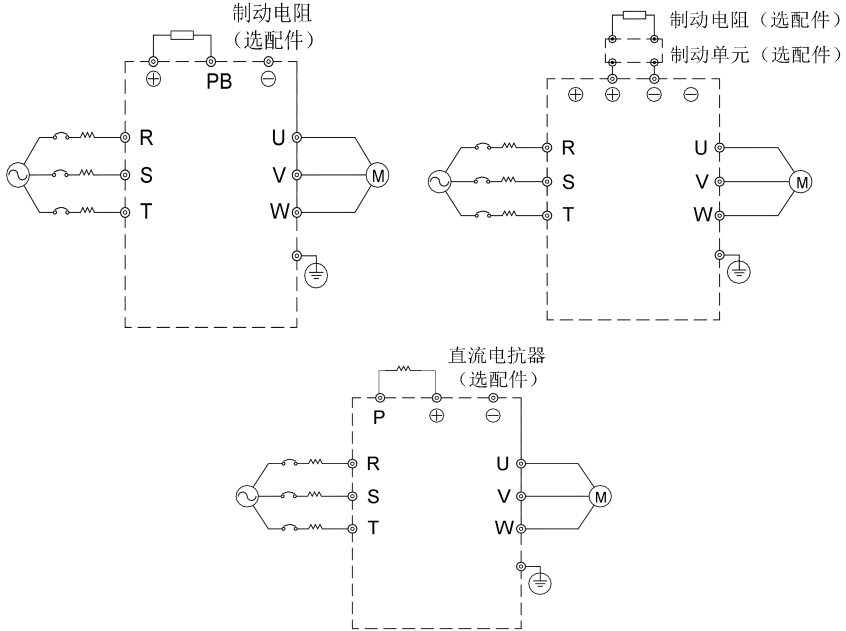 制动电阻
（选配件）
⊕ PB ⊖
R U
S V M
T W
制动电阻（选配件）
制动单元（选配件）
⊕ ⊕ ⊖ ⊖
R U
S V M
T W
直流电抗器
（选配件）
P ⊕ ⊖
R U
S V M
T W